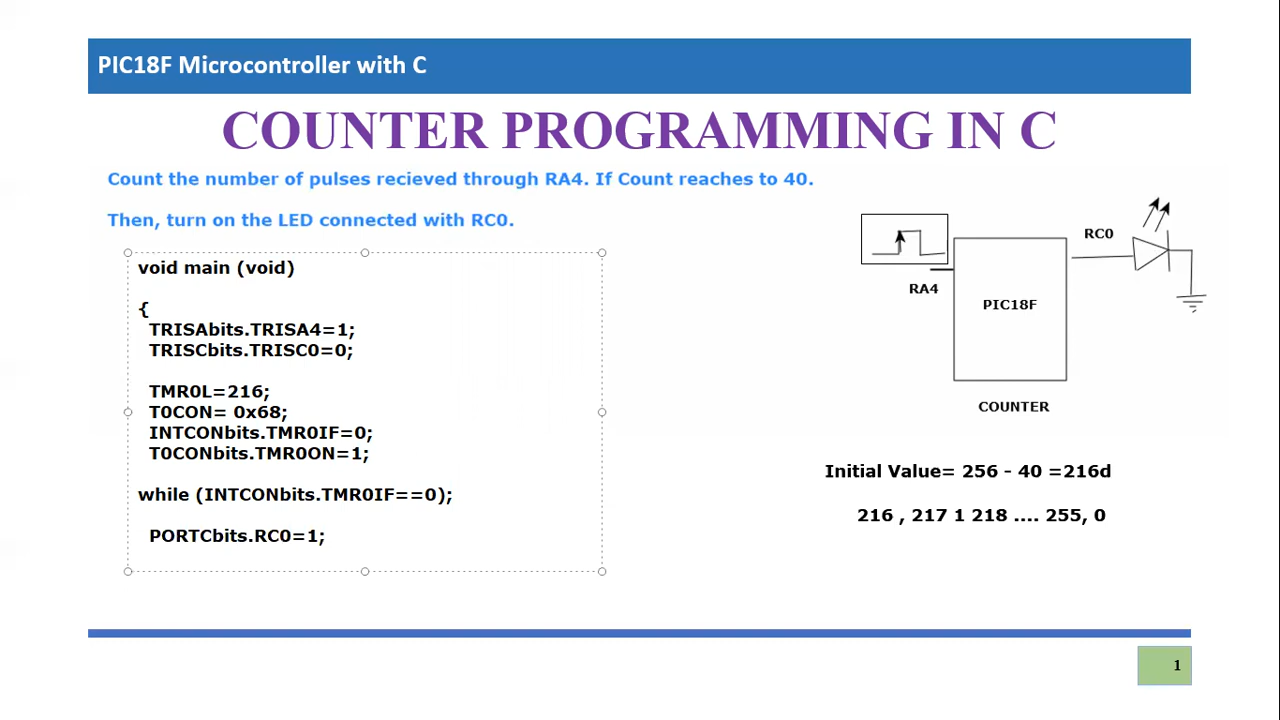 PIC18F Microcontroller with C
COUNTER PROGRAMMING IN C
Count the number of pulses recieved through RA4. If Count reaches to 40.
Then, turn on the LED connected with RC0.
void main (void)
{
TRISAbits.TRISA4=1;
TRISCbits.TRISC0=0;
TMR0L=216;
T0CON= 0x68;
INTCONbits.TMR0IF=0;
T0CONbits.TMR0ON=1;
while (INTCONbits.TMR0IF==0);
PORTCbits.RC0=1;
RC0
RA4
PIC18F
COUNTER
Initial Value= 256 - 40 =216d
216 , 217 1 218 .... 255, 0
1